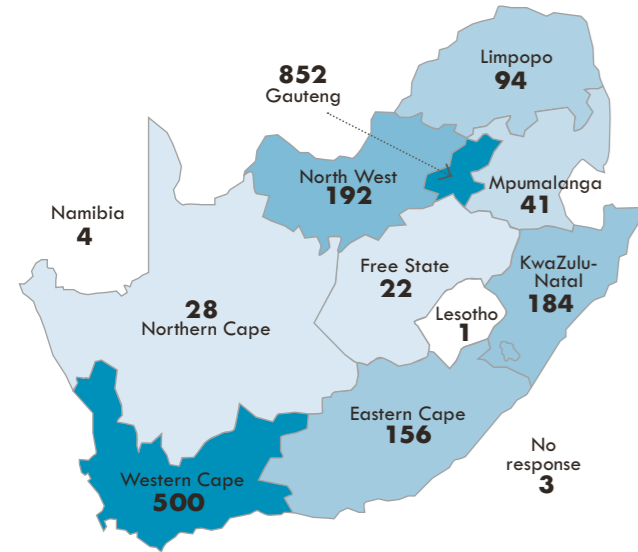 Limpopo
94
852
Gauteng
North West
192
Mpumalanga
41
Namibia
4
Free State
22
KwaZulu-
Natal
184
28
Northern Cape
Lesotho
1
Eastern Cape
156
No
response
3
Western Cape
500